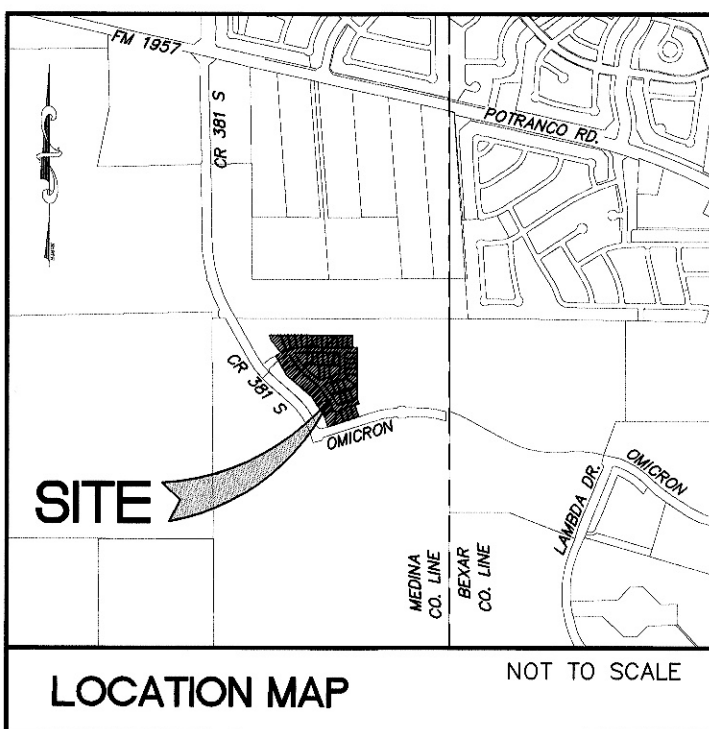 FM 1957
CR 381 S
POTRANCO RD.
CR 381 S
OMICRON
SITE
OMICRON
LAMBDA DR.
MEDINA
CO. LINE
BEXAR
CO. LINE
LOCATION MAP
NOT TO SCALE